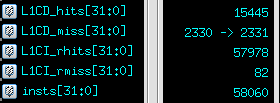 L1CD_hits[31:0] 15445
L1CD_miss[31:0] 2330 -> 2331
L1CI_rhits[31:0] 57978
L1CI_rmiss[31:0] 82
insts[31:0] 58060